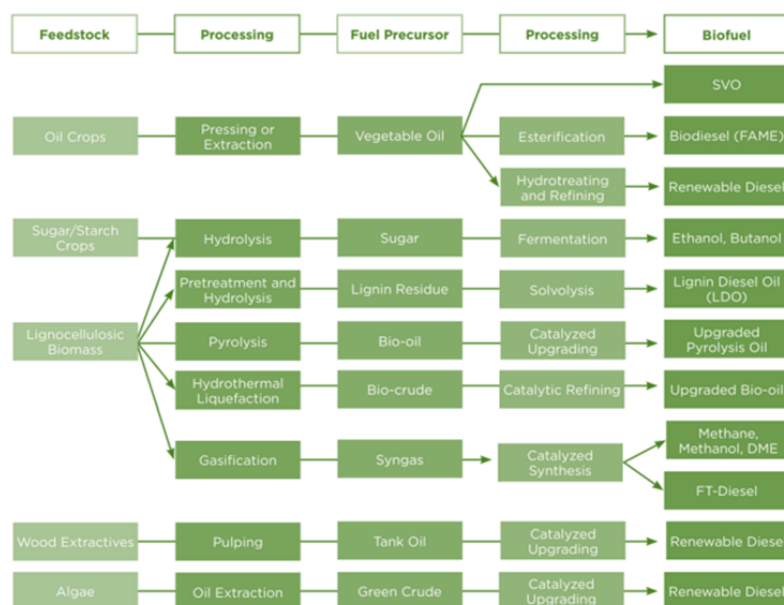 Feedstock
Processing
Fuel Precursor
Processing
Biofuel
SVO
Oil Crops
Pressing or
Extraction
Vegetable Oil
Esterification
Biodiesel (FAME)
Hydrotreating
and Refining
Renewable Diesel
Sugar/Starch
Crops
Hydrolysis
Sugar
Fermentation
Ethanol, Butanol
Pretreatment and
Hydrolysis
Lignin Residue
Solvolysis
Lignin Diesel Oil
(LDO)
Lignocellulosic
Biomass
Pyrolysis
Bio-oil
Catalyzed
Upgrading
Upgraded
Pyrolysis Oil
Hydrothermal
Liquefaction
Bio-crude
Catalytic Refining
Upgraded Bio-oil
Gasification
Syngas
Catalyzed
Synthesis
Methane,
Methanol, DME
FT-Diesel
Wood Extractives
Pulping
Tank Oil
Catalyzed
Upgrading
Renewable Diesel
Algae
Oil Extraction
Green Crude
Catalyzed
Upgrading
Renewable Diesel